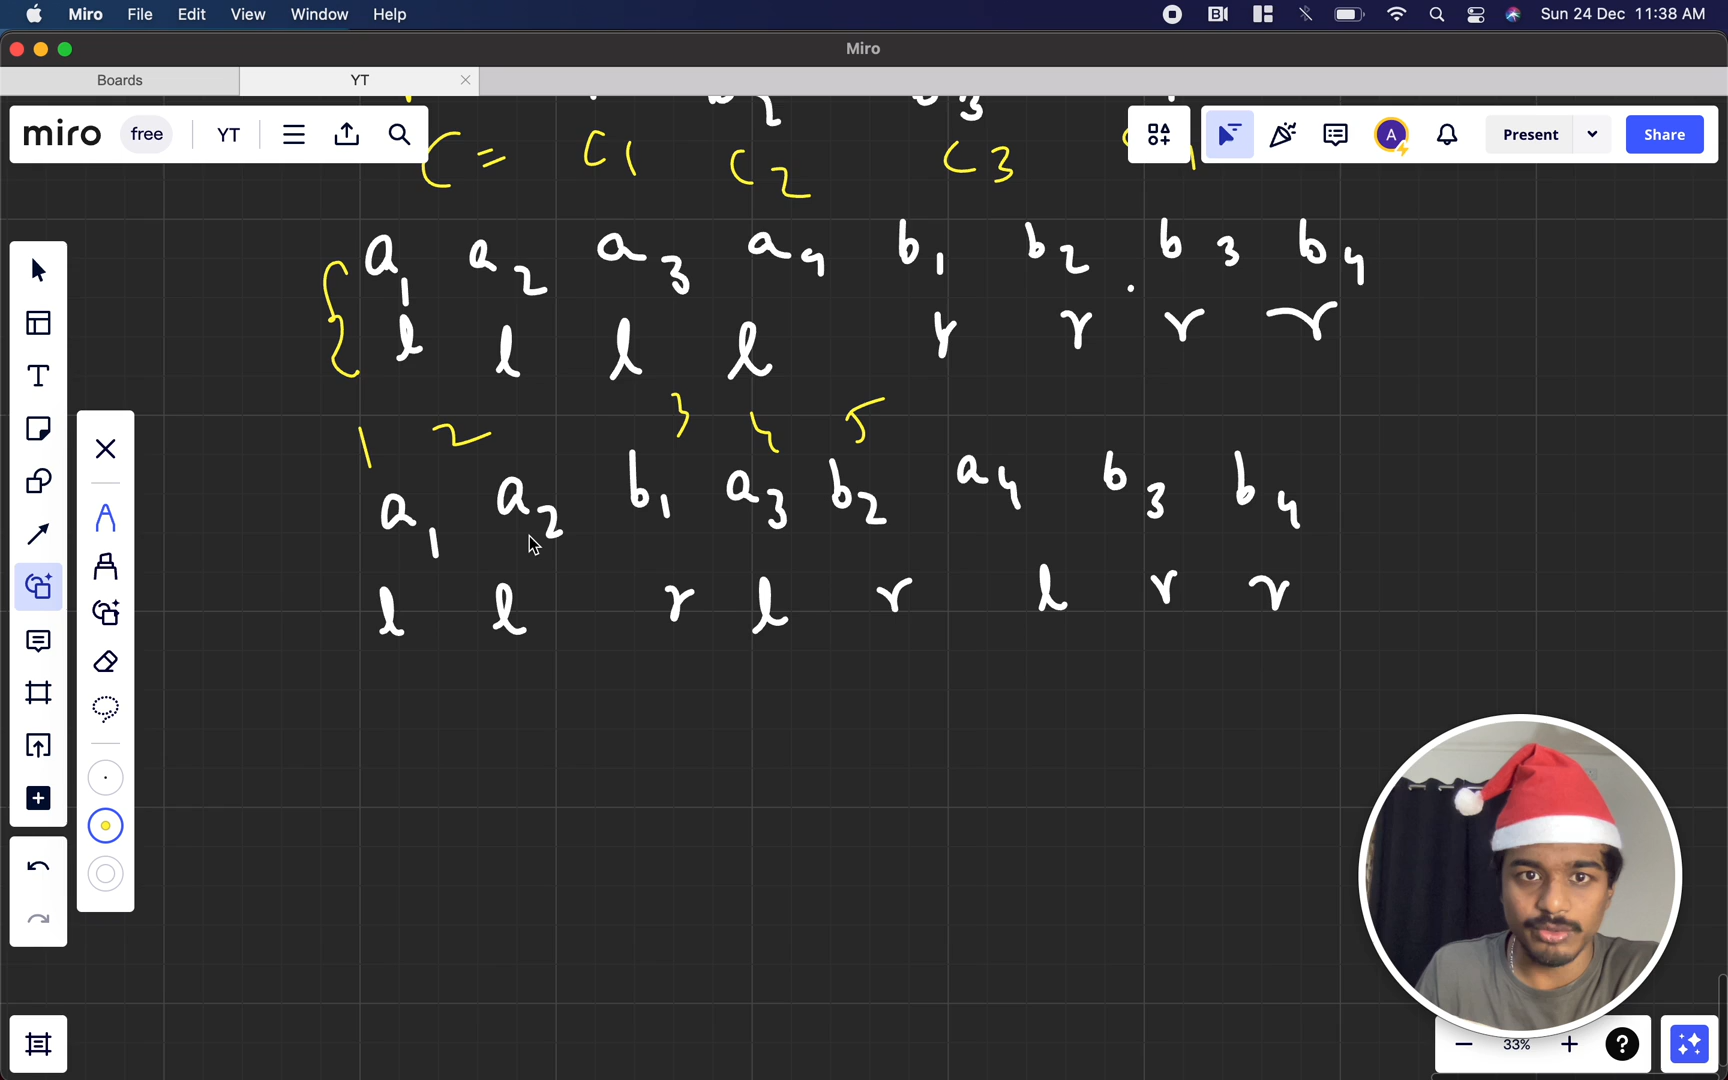 Miro File Edit View Window Help Sun 24 Dec 11:38 AM
Miro
Boards YT
miro free YT Present Share
C = C1 C2 C3
a1 a2 a3 a4 b1 b2 b3 b4
l l l l r r r r
1 2 3 4 5
a1 a2 b1 a3 b2 a4 b3 b4
l l r l r l r r
A
33%